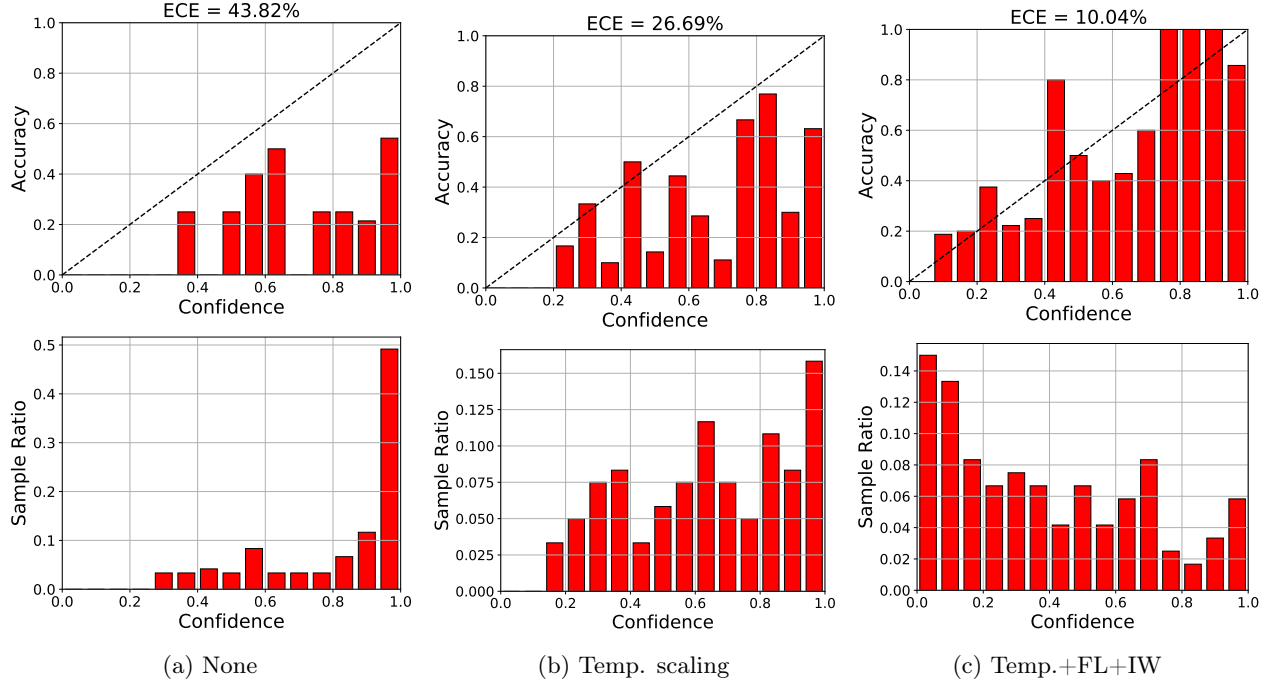 ECE = 43.82%
1.0
0.8
0.6
0.4
0.2
0.0
Accuracy
0.0 0.2 0.4 0.6 0.8 1.0
Confidence
ECE = 26.69%
1.0
0.8
0.6
0.4
0.2
0.0
Accuracy
0.0 0.2 0.4 0.6 0.8 1.0
Confidence
ECE = 10.04%
1.0
0.8
0.6
0.4
0.2
0.0
Accuracy
0.0 0.2 0.4 0.6 0.8 1.0
Confidence
0.5
0.4
0.3
0.2
0.1
0.0
Sample Ratio
0.0 0.2 0.4 0.6 0.8 1.0
Confidence
0.150
0.125
0.100
0.075
0.050
0.025
0.000
Sample Ratio
0.0 0.2 0.4 0.6 0.8 1.0
Confidence
0.14
0.12
0.10
0.08
0.06
0.04
0.02
0.00
Sample Ratio
0.0 0.2 0.4 0.6 0.8 1.0
Confidence
(a) None
(b) Temp. scaling
(c) Temp.+FL+IW